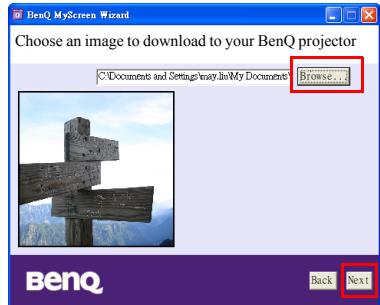 BenQ MyScreen Wizard
Choose an image to download to your BenQ projector
C:\Documents and Settings\may.liu\My Documents\
Browse...
BenQ
Back Next